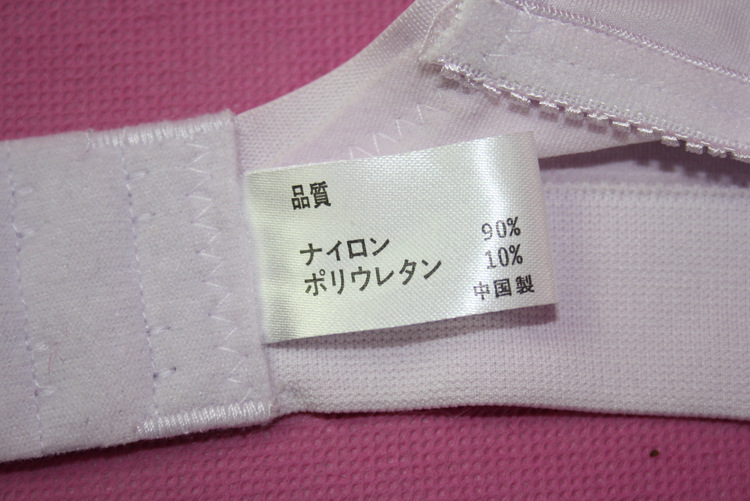 品質
ナイロン 90%
ポリウレタン 10%
中国製